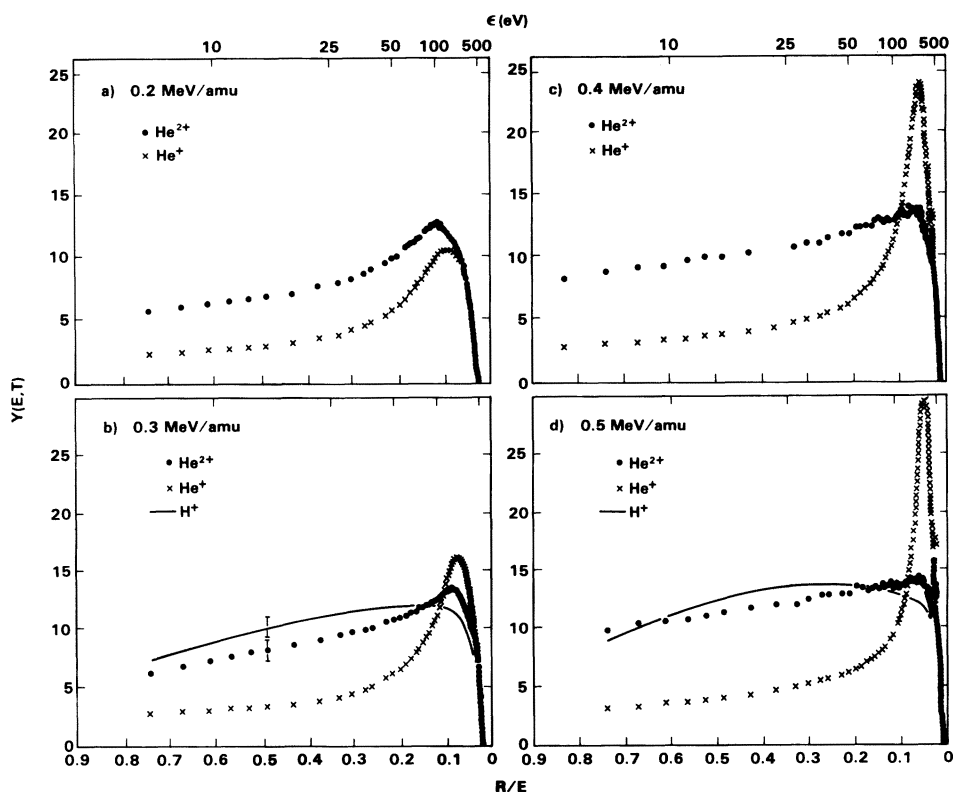 ϵ (eV)
10 25 50 100 500
10 25 50 100 500
a) 0.2 MeV/amu
• He²⁺
× He⁺
25
20
15
10
5
0
c) 0.4 MeV/amu
• He²⁺
× He⁺
25
20
15
10
5
0
Y(E,T)
b) 0.3 MeV/amu
• He²⁺
× He⁺
— H⁺
25
20
15
10
5
0
0.9 0.8 0.7 0.6 0.5 0.4 0.3 0.2 0.1 0
d) 0.5 MeV/amu
• He²⁺
× He⁺
— H⁺
25
20
15
10
5
0
0.9 0.8 0.7 0.6 0.5 0.4 0.3 0.2 0.1 0
R/E